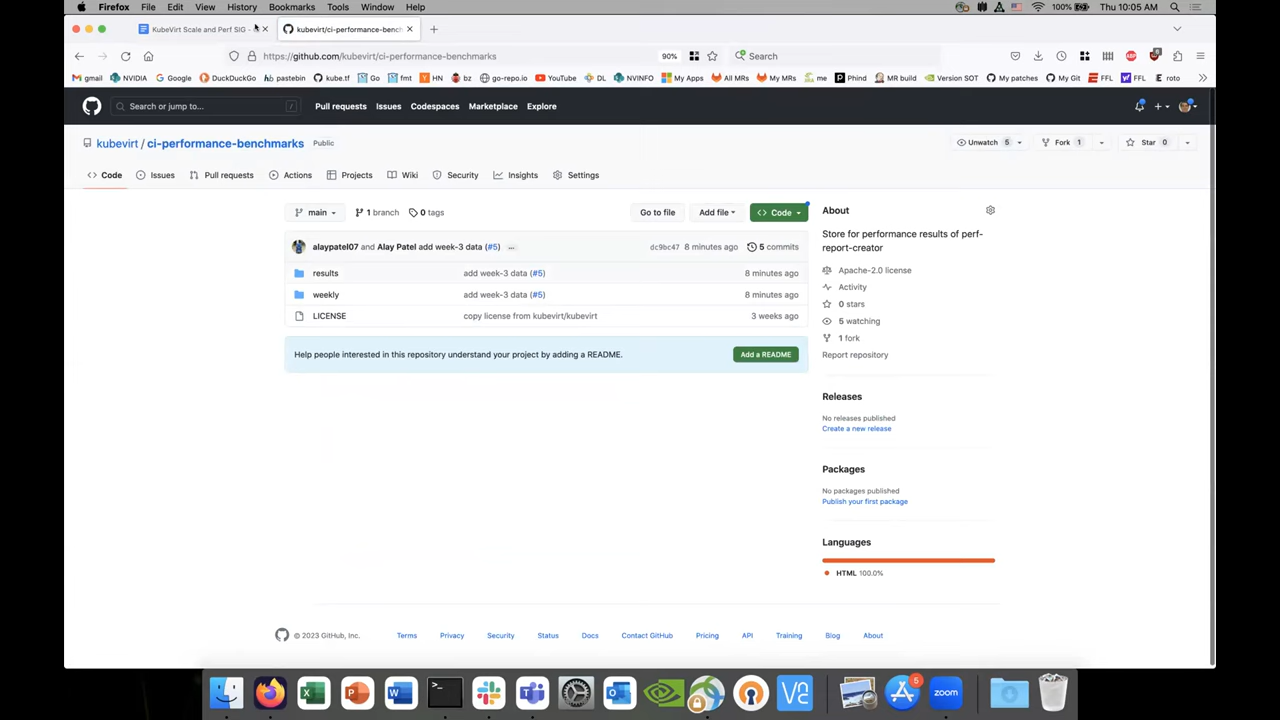 Firefox File Edit View History Bookmarks Tools Window Help
100% Thu 10:05 AM
KubeVirt Scale and Perf SIG -
kubevirt/ci-performance-bench
https://github.com/kubevirt/ci-performance-benchmarks
90%
Search
gmail NVIDIA Google DuckDuckGo pastebin kube.tf Go fmt HN bz go-repo.io YouTube DL NVINFO My Apps All MRs My MRs me Phind MR build Version SOT My patches My Git FFL FFL roto
Search or jump to... /
Pull requests Issues Codespaces Marketplace Explore
kubevirt / ci-performance-benchmarks Public
Unwatch 5 Fork 1 Star 0
Code Issues Pull requests Actions Projects Wiki Security Insights Settings
main 1 branch 0 tags Go to file Add file Code
alaypatel07 and Alay Patel add week-3 data (#5) ... dc9bc47 8 minutes ago 5 commits
results add week-3 data (#5) 8 minutes ago
weekly add week-3 data (#5) 8 minutes ago
LICENSE copy license from kubevirt/kubevirt 3 weeks ago
Help people interested in this repository understand your project by adding a README. Add a README
About
Store for performance results of perf-
report-creator
Apache-2.0 license
Activity
0 stars
5 watching
1 fork
Report repository
Releases
No releases published
Create a new release
Packages
No packages published
Publish your first package
Languages
HTML 100.0%
© 2023 GitHub, Inc. Terms Privacy Security Status Docs Contact GitHub Pricing API Training Blog About
5
zoom